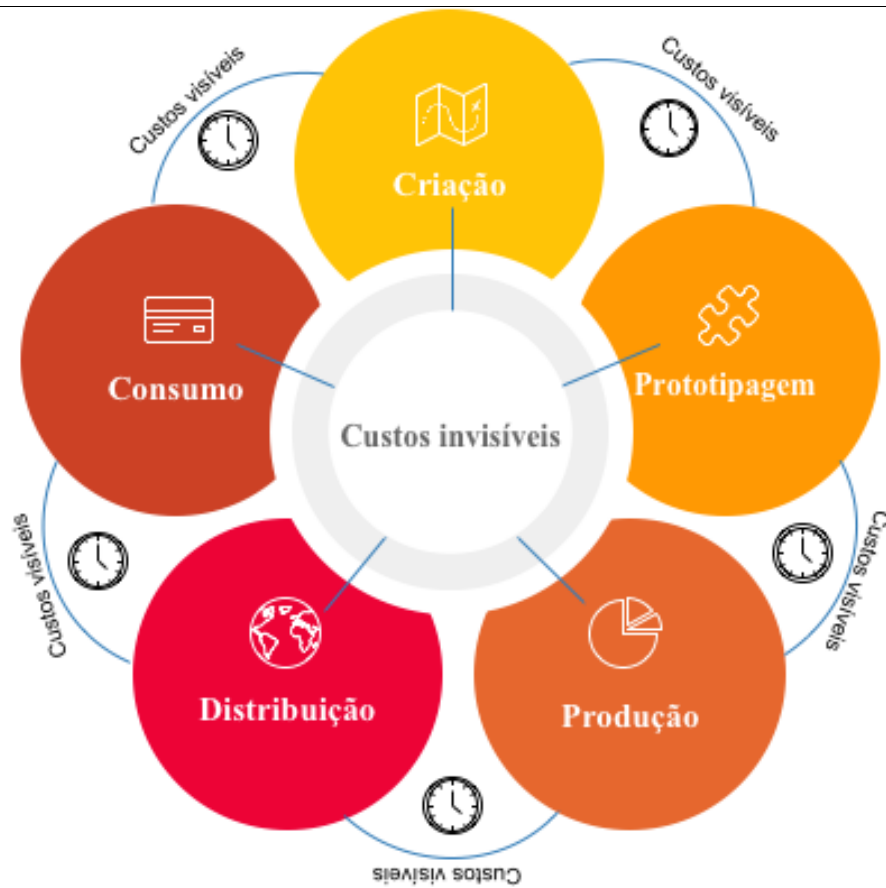 Custos visíveis
Custos visíveis
Criação
Consumo
Prototipagem
Custos invisíveis
Custos visíveis
Custos visíveis
Distribuição
Produção
Custos visíveis